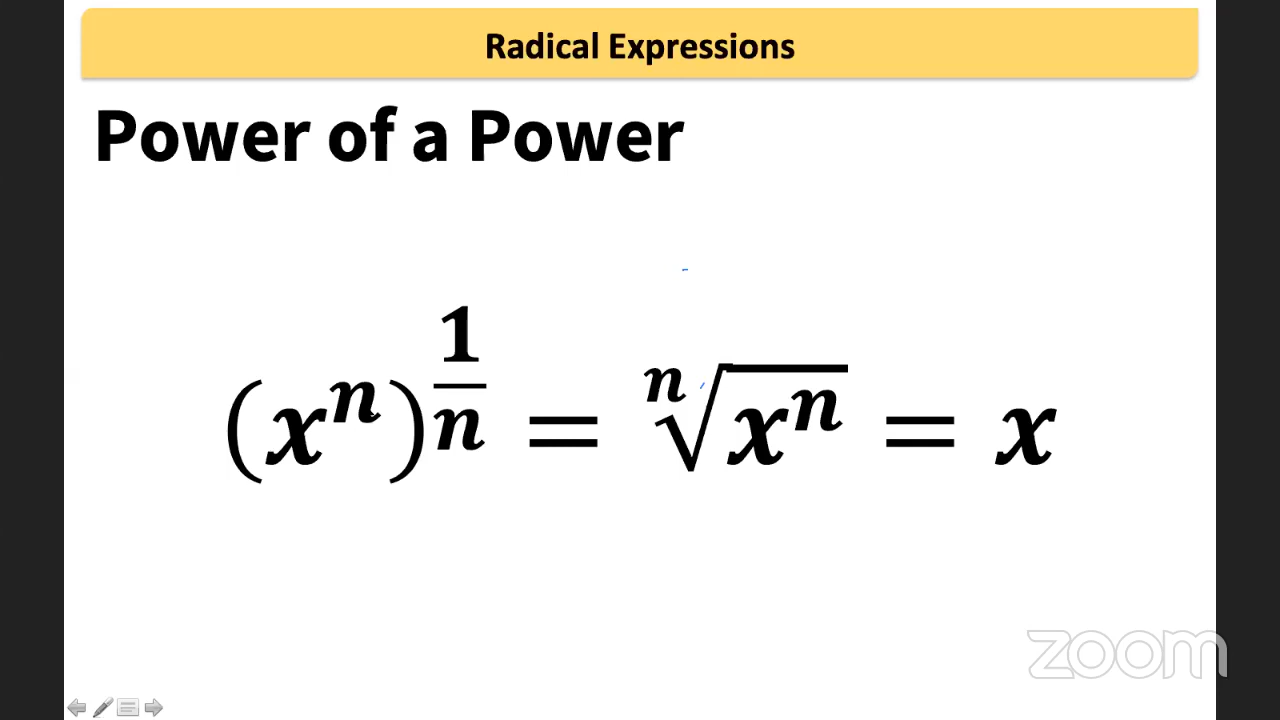 Radical Expressions
Power of a Power
(xⁿ)^(1/n) = ⁿ√xⁿ = x
zoom